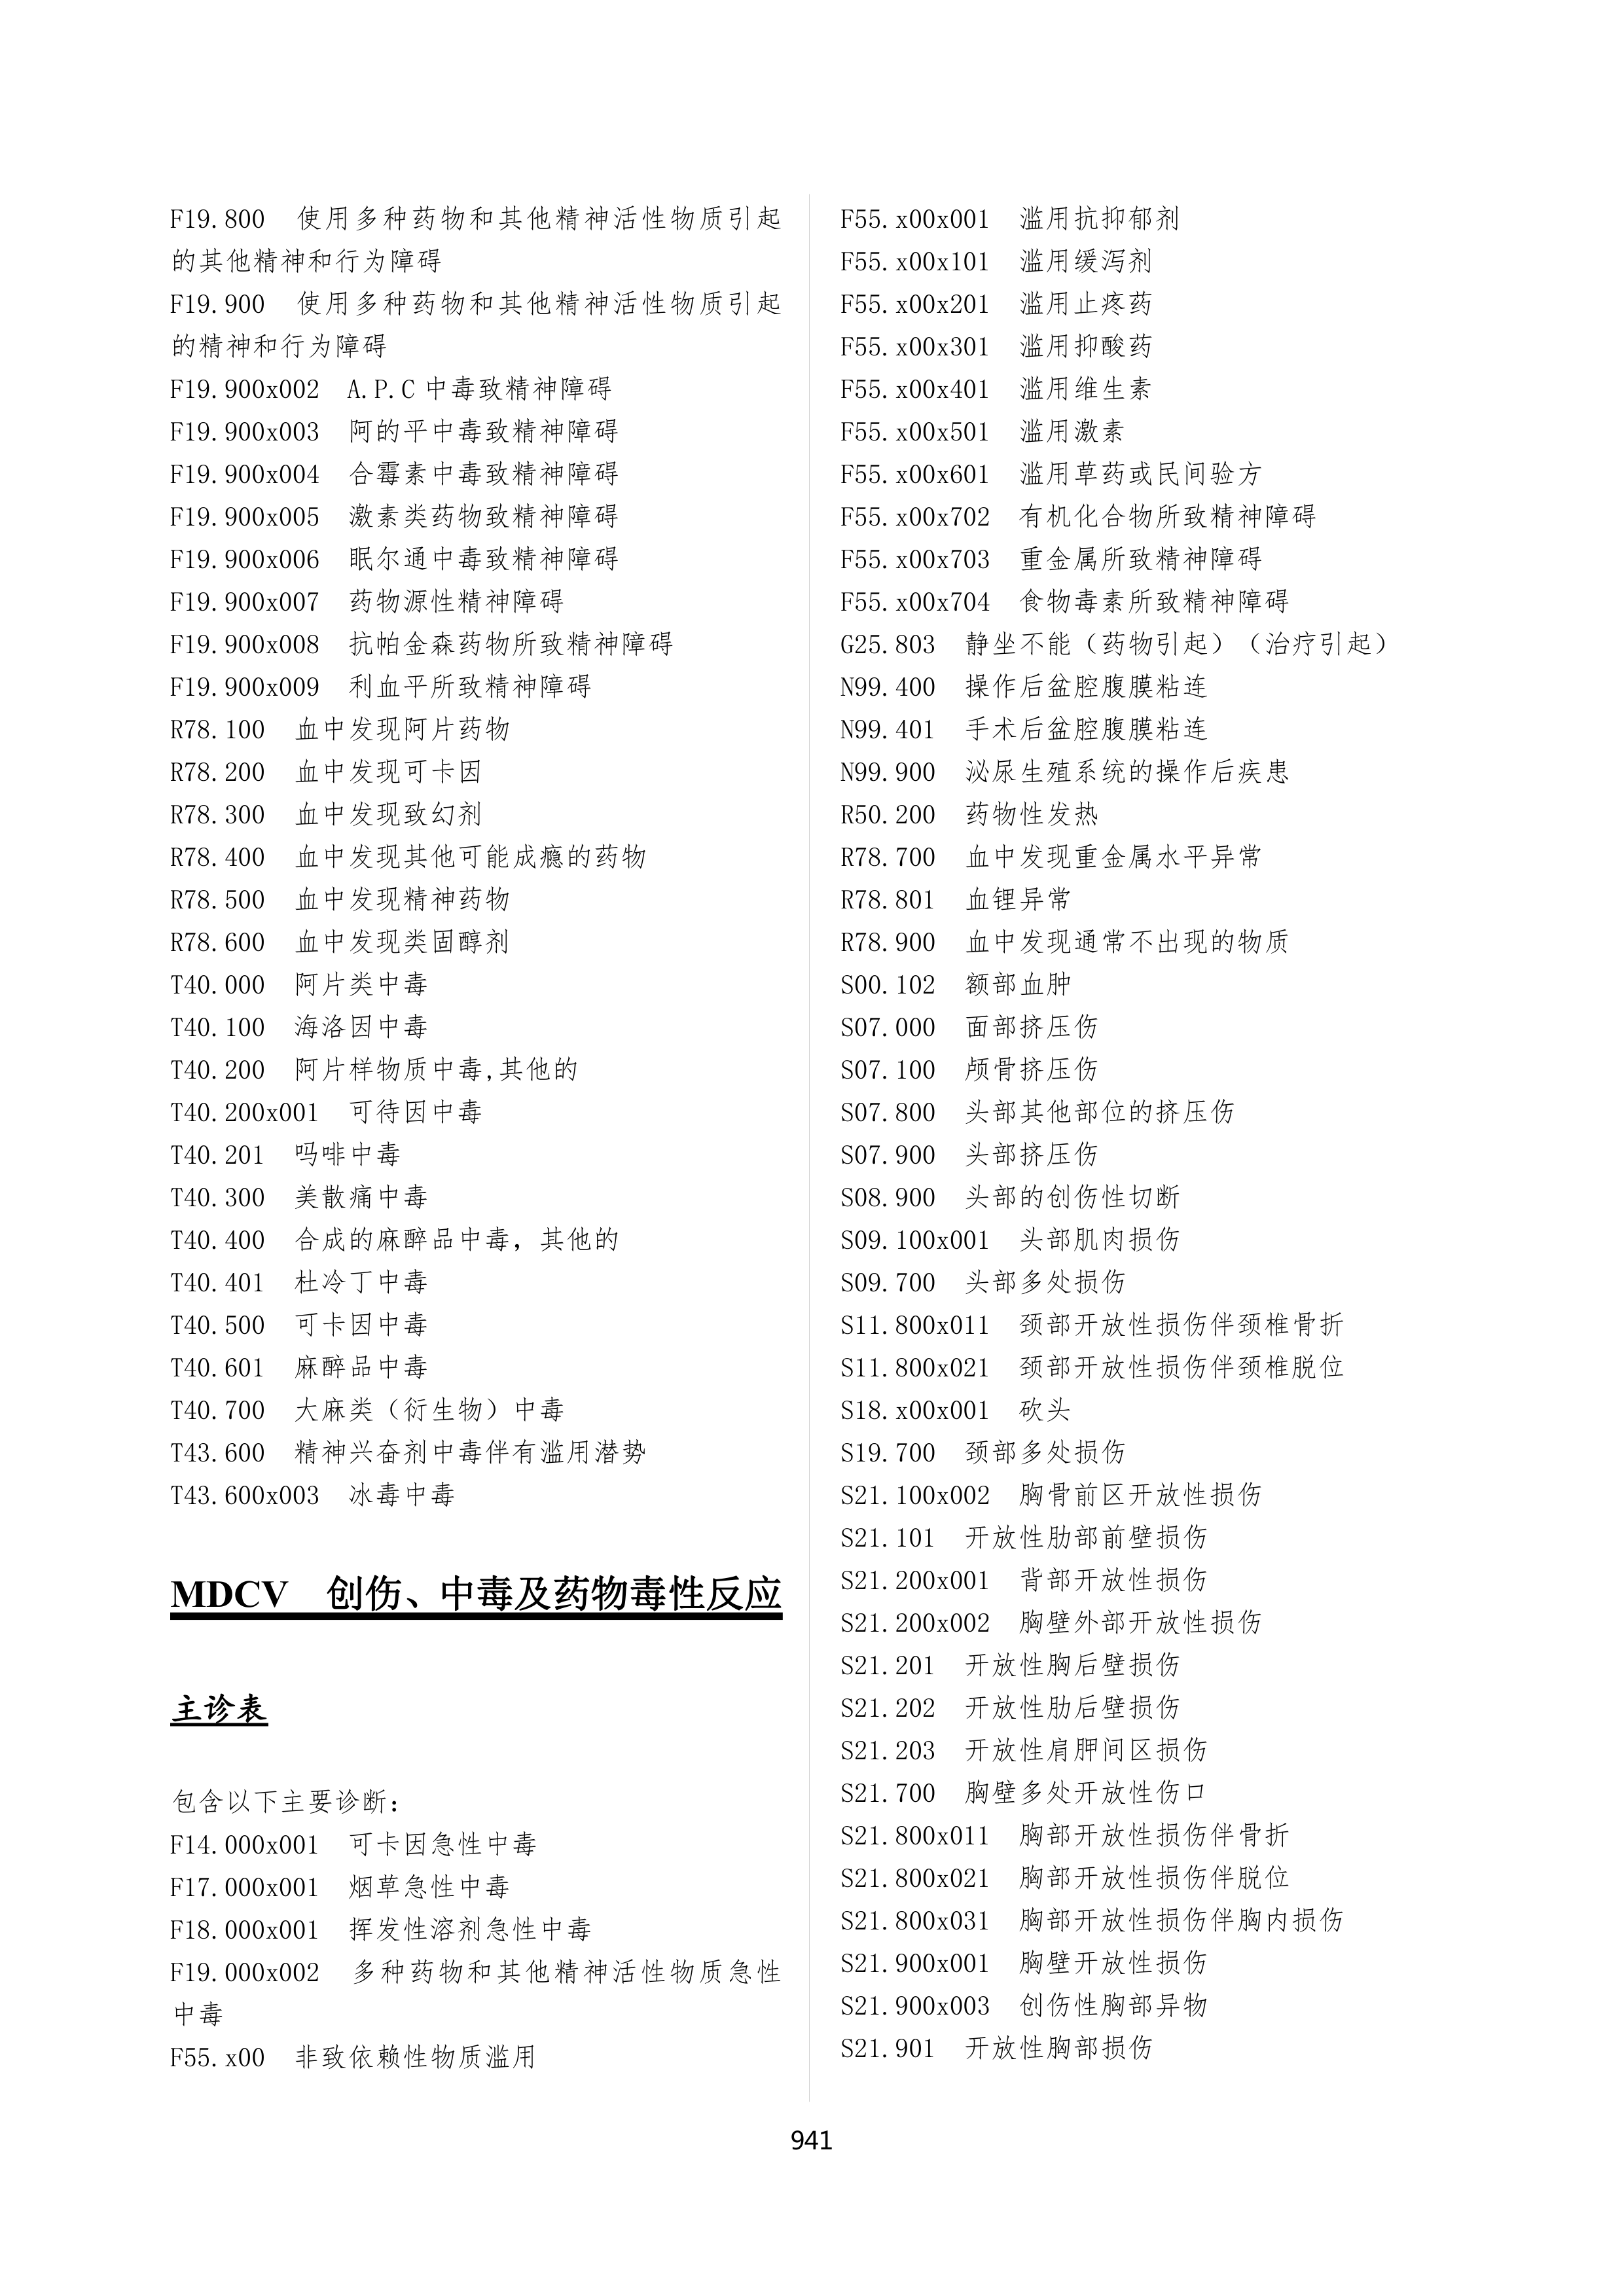 F19.800　使用多种药物和其他精神活性物质引起
的其他精神和行为障碍
F19.900　使用多种药物和其他精神活性物质引起
的精神和行为障碍
F19.900x002　A.P.C 中毒致精神障碍
F19.900x003　阿的平中毒致精神障碍
F19.900x004　合霉素中毒致精神障碍
F19.900x005　激素类药物致精神障碍
F19.900x006　眠尔通中毒致精神障碍
F19.900x007　药物源性精神障碍
F19.900x008　抗帕金森药物所致精神障碍
F19.900x009　利血平所致精神障碍
R78.100　血中发现阿片药物
R78.200　血中发现可卡因
R78.300　血中发现致幻剂
R78.400　血中发现其他可能成瘾的药物
R78.500　血中发现精神药物
R78.600　血中发现类固醇剂
T40.000　阿片类中毒
T40.100　海洛因中毒
T40.200　阿片样物质中毒,其他的
T40.200x001　可待因中毒
T40.201　吗啡中毒
T40.300　美散痛中毒
T40.400　合成的麻醉品中毒，其他的
T40.401　杜冷丁中毒
T40.500　可卡因中毒
T40.601　麻醉品中毒
T40.700　大麻类（衍生物）中毒
T43.600　精神兴奋剂中毒伴有滥用潜势
T43.600x003　冰毒中毒
MDCV　创伤、中毒及药物毒性反应
主诊表
包含以下主要诊断：
F14.000x001　可卡因急性中毒
F17.000x001　烟草急性中毒
F18.000x001　挥发性溶剂急性中毒
F19.000x002　多种药物和其他精神活性物质急性
中毒
F55.x00　非致依赖性物质滥用
F55.x00x001　滥用抗抑郁剂
F55.x00x101　滥用缓泻剂
F55.x00x201　滥用止疼药
F55.x00x301　滥用抑酸药
F55.x00x401　滥用维生素
F55.x00x501　滥用激素
F55.x00x601　滥用草药或民间验方
F55.x00x702　有机化合物所致精神障碍
F55.x00x703　重金属所致精神障碍
F55.x00x704　食物毒素所致精神障碍
G25.803　静坐不能（药物引起）（治疗引起）
N99.400　操作后盆腔腹膜粘连
N99.401　手术后盆腔腹膜粘连
N99.900　泌尿生殖系统的操作后疾患
R50.200　药物性发热
R78.700　血中发现重金属水平异常
R78.801　血锂异常
R78.900　血中发现通常不出现的物质
S00.102　额部血肿
S07.000　面部挤压伤
S07.100　颅骨挤压伤
S07.800　头部其他部位的挤压伤
S07.900　头部挤压伤
S08.900　头部的创伤性切断
S09.100x001　头部肌肉损伤
S09.700　头部多处损伤
S11.800x011　颈部开放性损伤伴颈椎骨折
S11.800x021　颈部开放性损伤伴颈椎脱位
S18.x00x001　砍头
S19.700　颈部多处损伤
S21.100x002　胸骨前区开放性损伤
S21.101　开放性肋部前壁损伤
S21.200x001　背部开放性损伤
S21.200x002　胸壁外部开放性损伤
S21.201　开放性胸后壁损伤
S21.202　开放性肋后壁损伤
S21.203　开放性肩胛间区损伤
S21.700　胸壁多处开放性伤口
S21.800x011　胸部开放性损伤伴骨折
S21.800x021　胸部开放性损伤伴脱位
S21.800x031　胸部开放性损伤伴胸内损伤
S21.900x001　胸壁开放性损伤
S21.900x003　创伤性胸部异物
S21.901　开放性胸部损伤
941